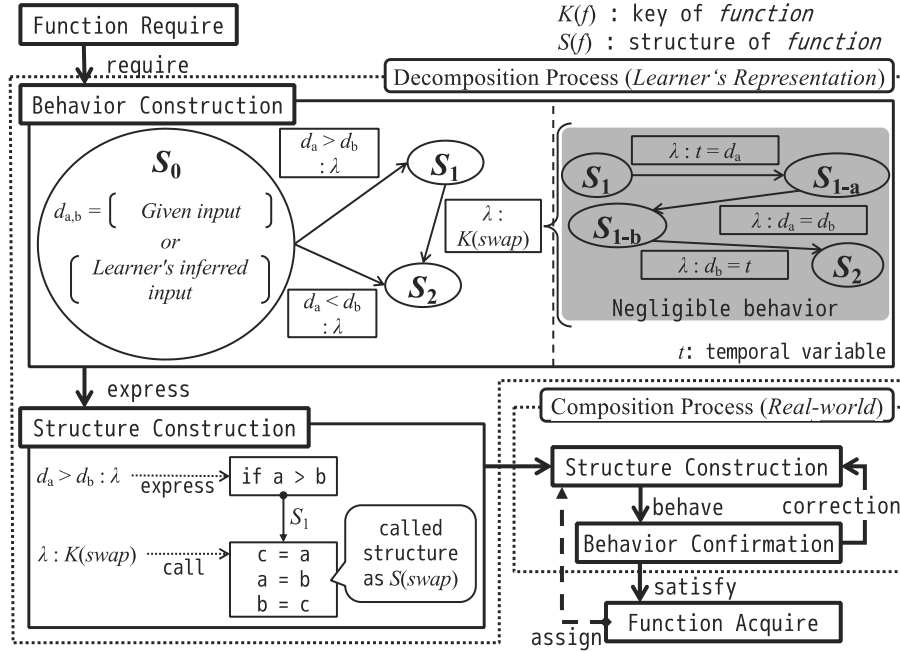 Function Require
K(f) : key of function
S(f) : structure of function
require
Decomposition Process (Learner's Representation)
Behavior Construction
S0
da,b = Given input
or
Learner's inferred
input
da > db
: λ
S1
λ :
K(swap)
S2
da < db
: λ
S1
λ : t = da
S1-a
S1-b
λ : da = db
λ : db = t
S2
Negligible behavior
t: temporal variable
express
Structure Construction
da > db : λ
express
if a > b
S1
λ : K(swap)
call
c = a
a = b
b = c
called
structure
as S(swap)
Composition Process (Real-world)
Structure Construction
behave
correction
Behavior Confirmation
satisfy
assign
Function Acquire